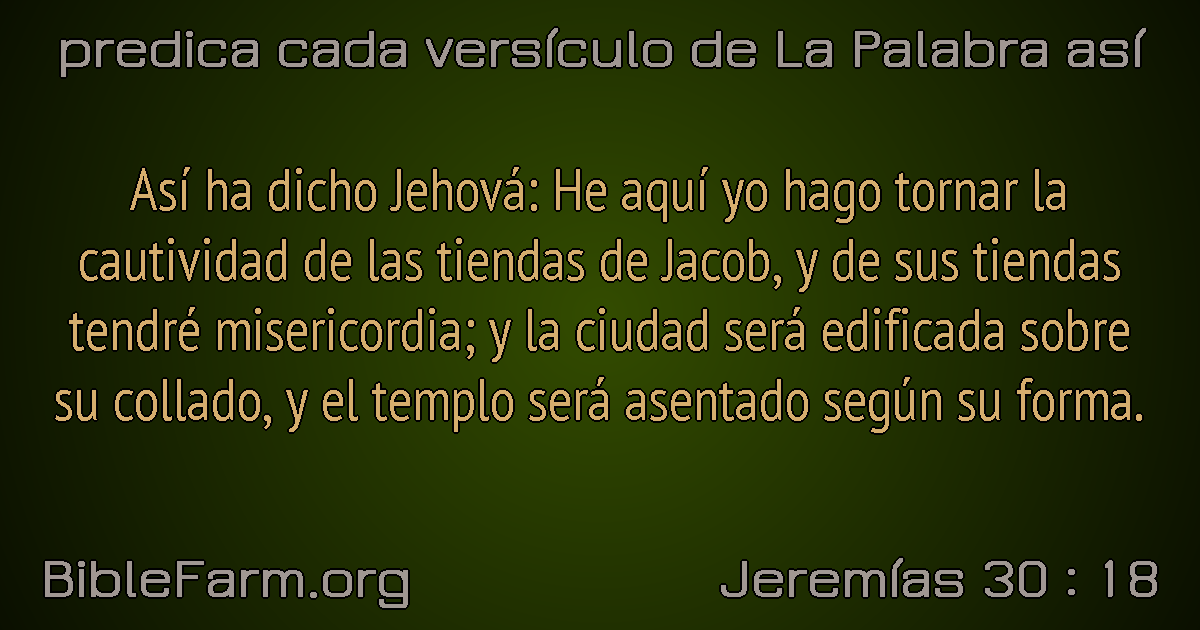 predica cada versículo de La Palabra así
Así ha dicho Jehová: He aquí yo hago tornar la
cautividad de las tiendas de Jacob, y de sus tiendas
tendré misericordia; y la ciudad será edificada sobre
su collado, y el templo será asentado según su forma.
BibleFarm.org
Jeremías 30 : 18